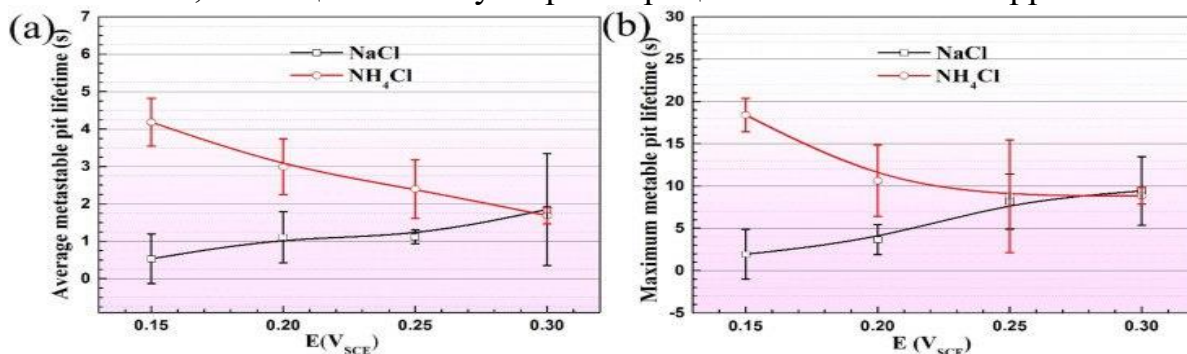 (a)
Average metastable pit lifetime (s)
7
6
5
4
3
2
1
0
NaCl
NH₄Cl
0.15 0.20 0.25 0.30
E(V_SCE)
(b)
Maximum metable pit lifetime (s)
30
25
20
15
10
5
0
-5
NaCl
NH₄Cl
0.15 0.20 0.25 0.30
E (V_SCE)